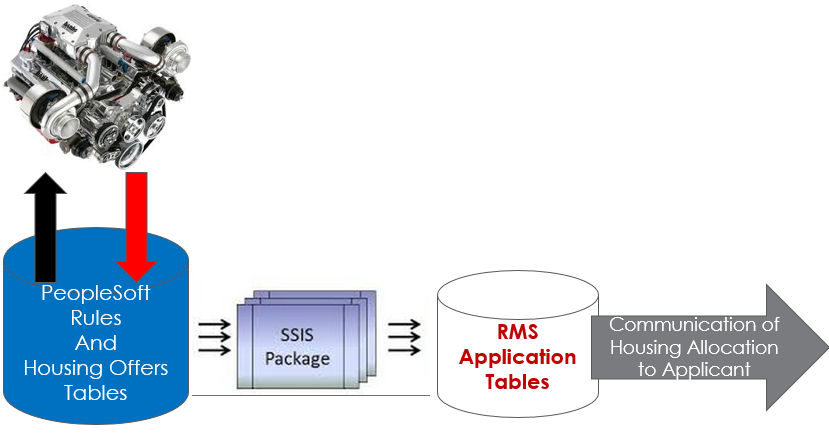 PeopleSoft
Rules
And
Housing Offers
Tables
SSIS
Package
RMS
Application
Tables
Communication of
Housing Allocation
to Applicant